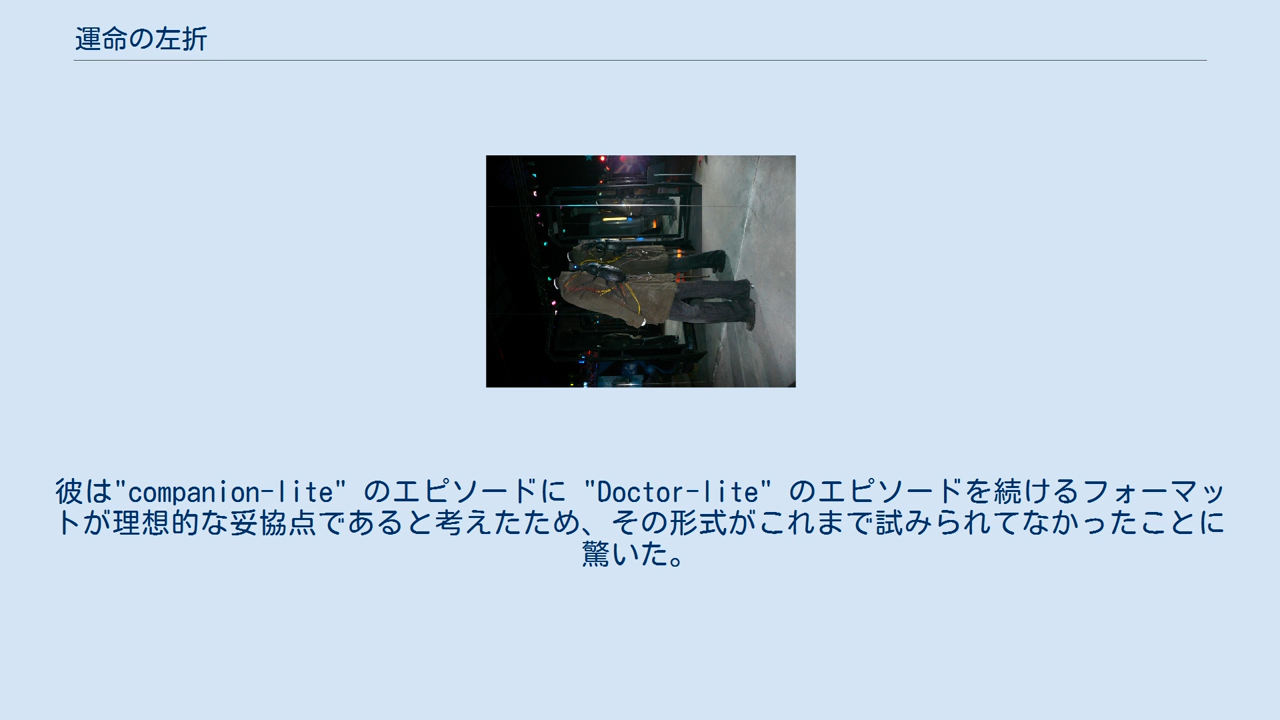 運命の左折
彼は"companion-lite" のエピソードに "Doctor-lite" のエピソードを続けるフォーマッ
トが理想的な妥協点であると考えたため、その形式がこれまで試みられてなかったことに
驚いた。